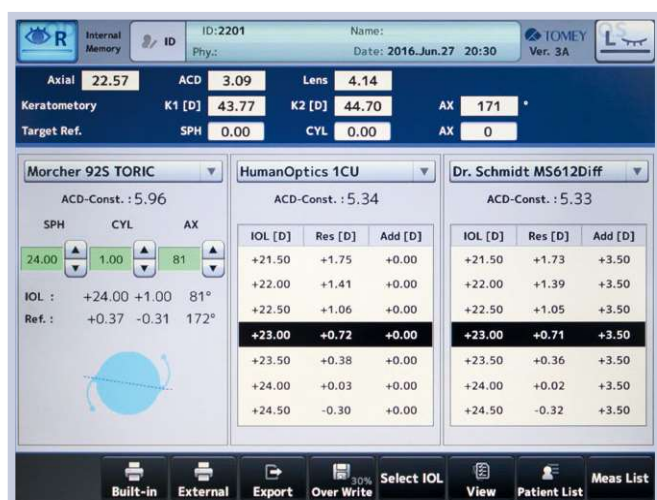 R Internal Memory ID ID:2201 Name: TOMEY L
Phy.: Date: 2016.Jun.27 20:30 Ver. 3A
Axial 22.57 ACD 3.09 Lens 4.14
Keratometory K1 [D] 43.77 K2 [D] 44.70 AX 171 °
Target Ref. SPH 0.00 CYL 0.00 AX 0
Morcher 92S TORIC
ACD-Const. : 5.96
SPH CYL AX
24.00 1.00 81
IOL : +24.00 +1.00 81°
Ref. : +0.37 -0.31 172°
HumanOptics 1CU
ACD-Const. : 5.34
IOL [D] Res [D] Add [D]
+21.50 +1.75 +0.00
+22.00 +1.41 +0.00
+22.50 +1.06 +0.00
+23.00 +0.72 +0.00
+23.50 +0.38 +0.00
+24.00 +0.03 +0.00
+24.50 -0.30 +0.00
Dr. Schmidt MS612Diff
ACD-Const. : 5.33
IOL [D] Res [D] Add [D]
+21.50 +1.73 +3.50
+22.00 +1.39 +3.50
+22.50 +1.05 +3.50
+23.00 +0.71 +3.50
+23.50 +0.36 +3.50
+24.00 +0.02 +3.50
+24.50 -0.32 +3.50
Built-in External Export 30% Over Write Select IOL View Patient List Meas List